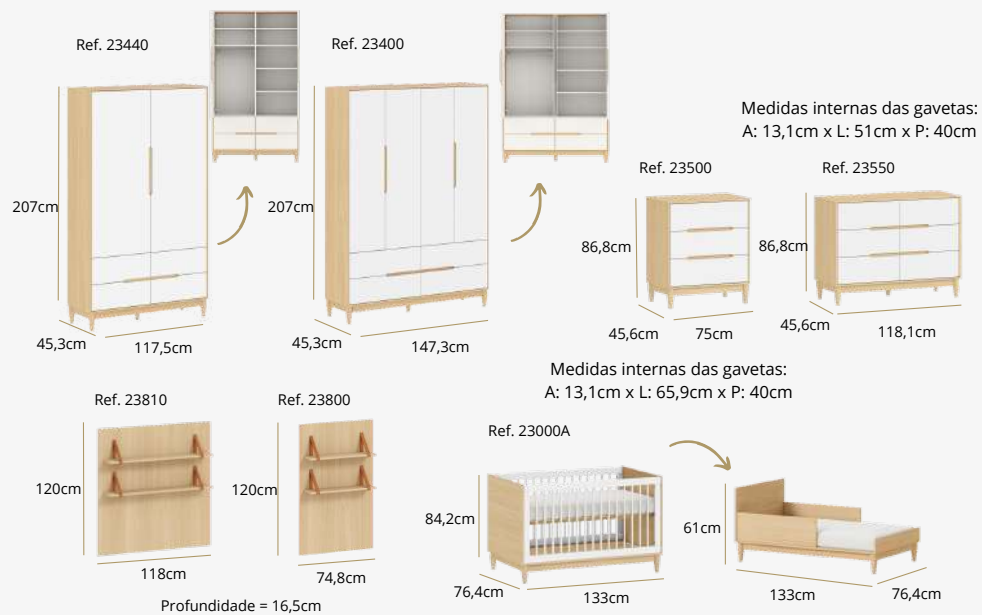 Ref. 23440
Ref. 23400
207cm
45,3cm
117,5cm
207cm
45,3cm
147,3cm
Medidas internas das gavetas:
A: 13,1cm x L: 51cm x P: 40cm
Ref. 23500
Ref. 23550
86,8cm
45,6cm
75cm
86,8cm
45,6cm
118,1cm
Medidas internas das gavetas:
A: 13,1cm x L: 65,9cm x P: 40cm
Ref. 23810
Ref. 23800
120cm
118cm
120cm
74,8cm
Profundidade = 16,5cm
Ref. 23000A
84,2cm
76,4cm
133cm
61cm
133cm
76,4cm